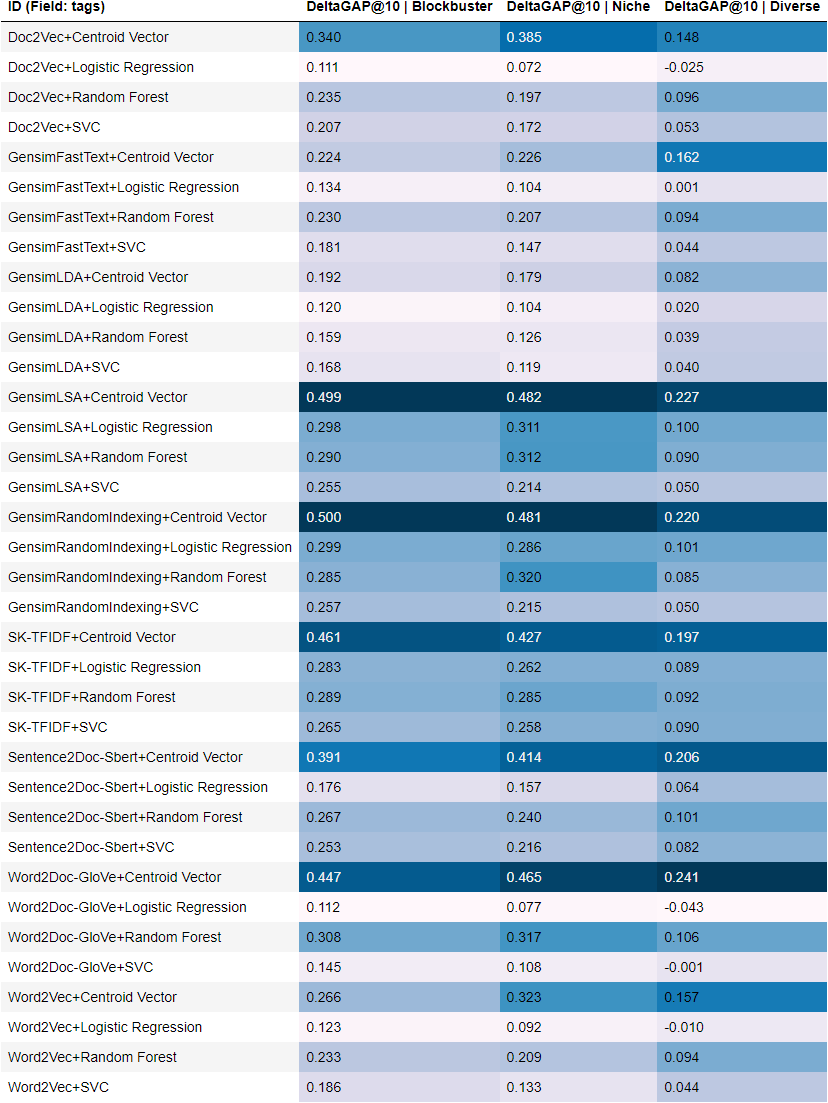 ID (Field: tags) DeltaGAP@10 | Blockbuster DeltaGAP@10 | Niche DeltaGAP@10 | Diverse
Doc2Vec+Centroid Vector 0.340 0.385 0.148
Doc2Vec+Logistic Regression 0.111 0.072 -0.025
Doc2Vec+Random Forest 0.235 0.197 0.096
Doc2Vec+SVC 0.207 0.172 0.053
GensimFastText+Centroid Vector 0.224 0.226 0.162
GensimFastText+Logistic Regression 0.134 0.104 0.001
GensimFastText+Random Forest 0.230 0.207 0.094
GensimFastText+SVC 0.181 0.147 0.044
GensimLDA+Centroid Vector 0.192 0.179 0.082
GensimLDA+Logistic Regression 0.120 0.104 0.020
GensimLDA+Random Forest 0.159 0.126 0.039
GensimLDA+SVC 0.168 0.119 0.040
GensimLSA+Centroid Vector 0.499 0.482 0.227
GensimLSA+Logistic Regression 0.298 0.311 0.100
GensimLSA+Random Forest 0.290 0.312 0.090
GensimLSA+SVC 0.255 0.214 0.050
GensimRandomIndexing+Centroid Vector 0.500 0.481 0.220
GensimRandomIndexing+Logistic Regression 0.299 0.286 0.101
GensimRandomIndexing+Random Forest 0.285 0.320 0.085
GensimRandomIndexing+SVC 0.257 0.215 0.050
SK-TFIDF+Centroid Vector 0.461 0.427 0.197
SK-TFIDF+Logistic Regression 0.283 0.262 0.089
SK-TFIDF+Random Forest 0.289 0.285 0.092
SK-TFIDF+SVC 0.265 0.258 0.090
Sentence2Doc-Sbert+Centroid Vector 0.391 0.414 0.206
Sentence2Doc-Sbert+Logistic Regression 0.176 0.157 0.064
Sentence2Doc-Sbert+Random Forest 0.267 0.240 0.101
Sentence2Doc-Sbert+SVC 0.253 0.216 0.082
Word2Doc-GloVe+Centroid Vector 0.447 0.465 0.241
Word2Doc-GloVe+Logistic Regression 0.112 0.077 -0.043
Word2Doc-GloVe+Random Forest 0.308 0.317 0.106
Word2Doc-GloVe+SVC 0.145 0.108 -0.001
Word2Vec+Centroid Vector 0.266 0.323 0.157
Word2Vec+Logistic Regression 0.123 0.092 -0.010
Word2Vec+Random Forest 0.233 0.209 0.094
Word2Vec+SVC 0.186 0.133 0.044